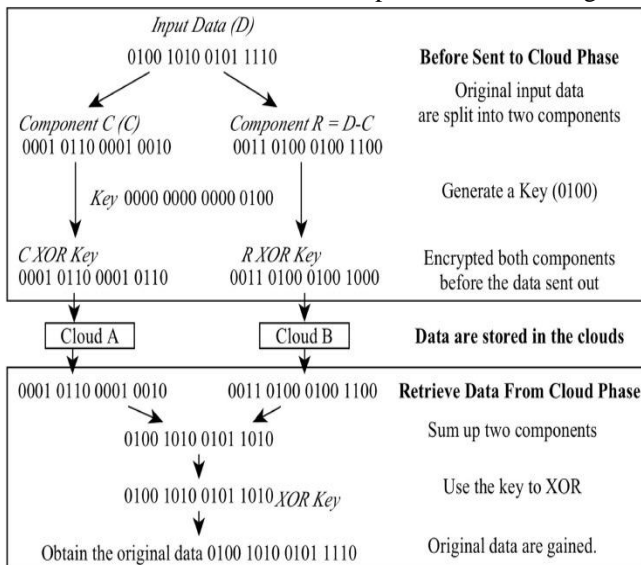 Input Data (D)
0100 1010 0101 1110
Before Sent to Cloud Phase
Original input data
are split into two components
Component C (C)
0001 0110 0001 0010
Component R = D-C
0011 0100 0100 1100
Key 0000 0000 0000 0100
Generate a Key (0100)
C XOR Key
0001 0110 0001 0110
R XOR Key
0011 0100 0100 1000
Encrypted both components
before the data sent out
Cloud A
Cloud B
Data are stored in the clouds
0001 0110 0001 0010
0011 0100 0100 1100
Retrieve Data From Cloud Phase
0100 1010 0101 1010
Sum up two components
0100 1010 0101 1010 XOR Key
Use the key to XOR
Obtain the original data 0100 1010 0101 1110
Original data are gained.